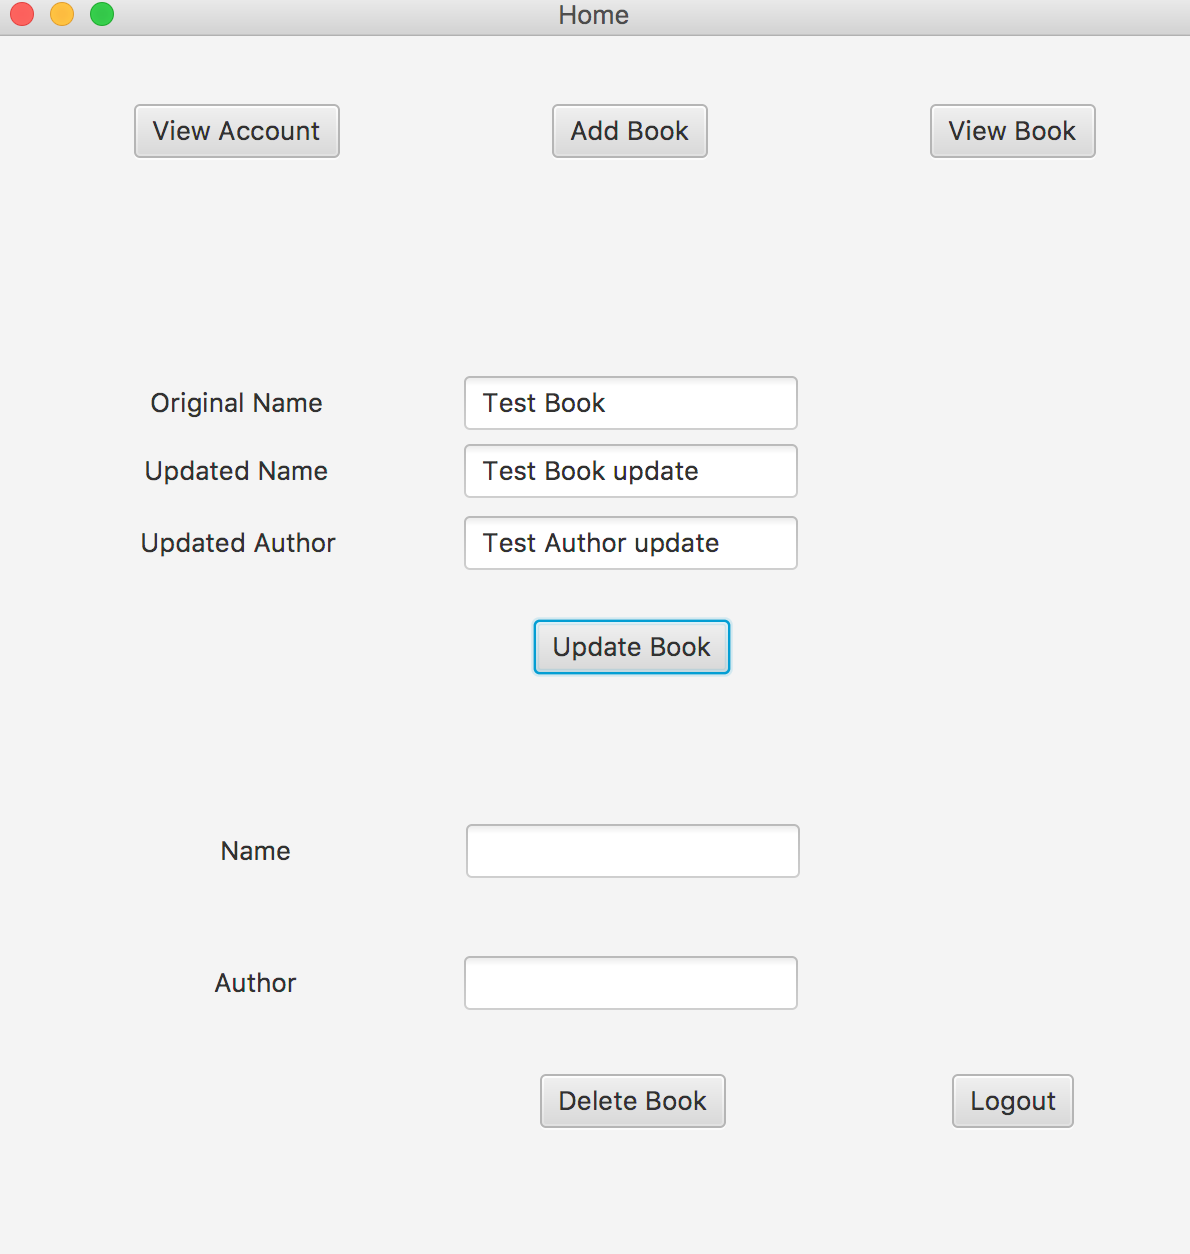 Home
View Account Add Book View Book
Original Name Test Book
Updated Name Test Book update
Updated Author Test Author update
Update Book
Name
Author
Delete Book Logout